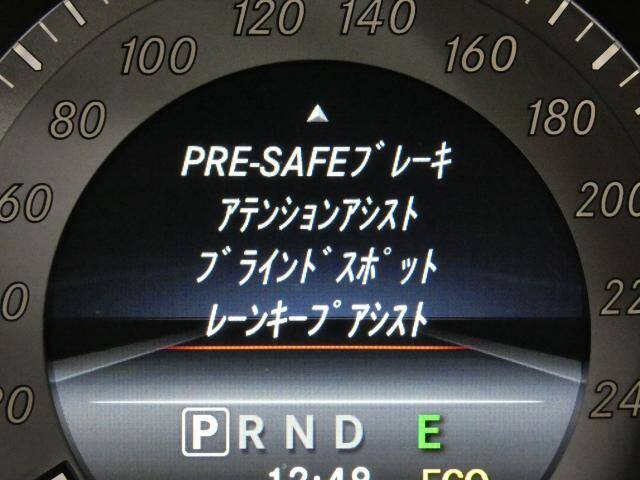 100 120 140 160
80 180
60 200
PRE-SAFEブレーキ
アテンションアシスト
ブラインドスポット
レーンキープアシスト
P R N D E